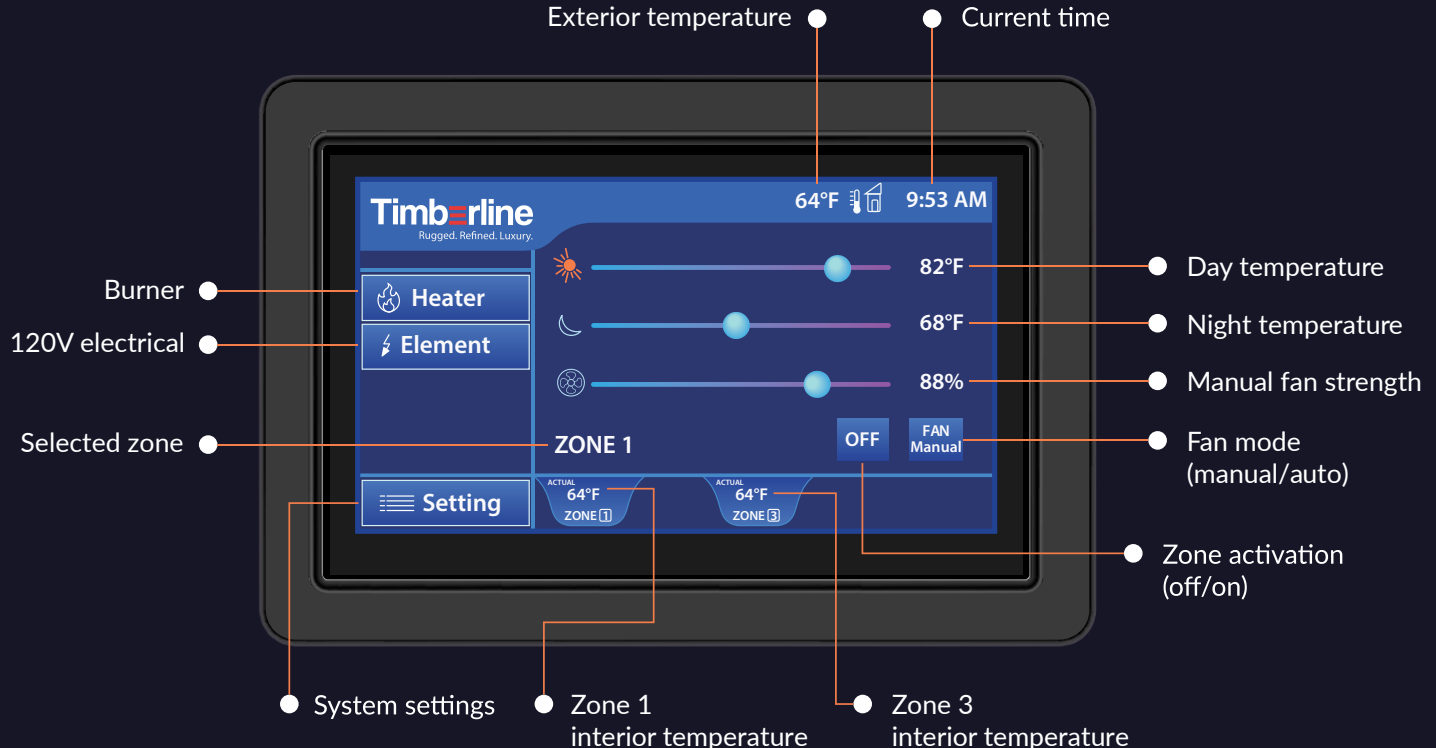 Exterior temperature
Current time
Timberline
Rugged. Refined. Luxury.
64°F
9:53 AM
Burner
Heater
120V electrical
Element
82°F
Day temperature
68°F
Night temperature
88%
Manual fan strength
Selected zone
ZONE 1
OFF
FAN
Manual
Fan mode
(manual/auto)
Setting
ACTUAL
64°F
ZONE 1
ACTUAL
64°F
ZONE 3
Zone activation
(off/on)
System settings
Zone 1
interior temperature
Zone 3
interior temperature